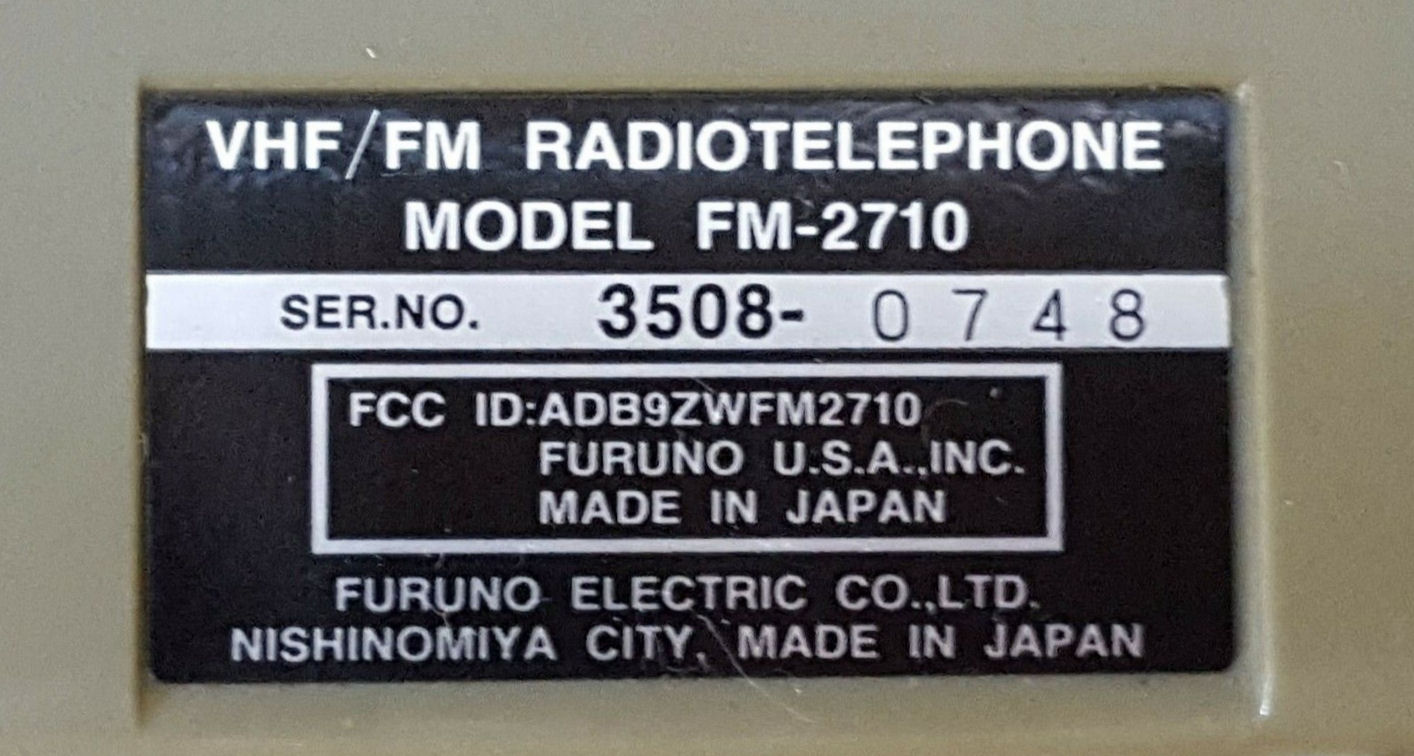 VHF/FM RADIOTELEPHONE
MODEL FM-2710
SER.NO. 3508- 0748
FCC ID:ADB9ZWFM2710
FURUNO U.S.A.,INC.
MADE IN JAPAN
FURUNO ELECTRIC CO.,LTD.
NISHINOMIYA CITY, MADE IN JAPAN